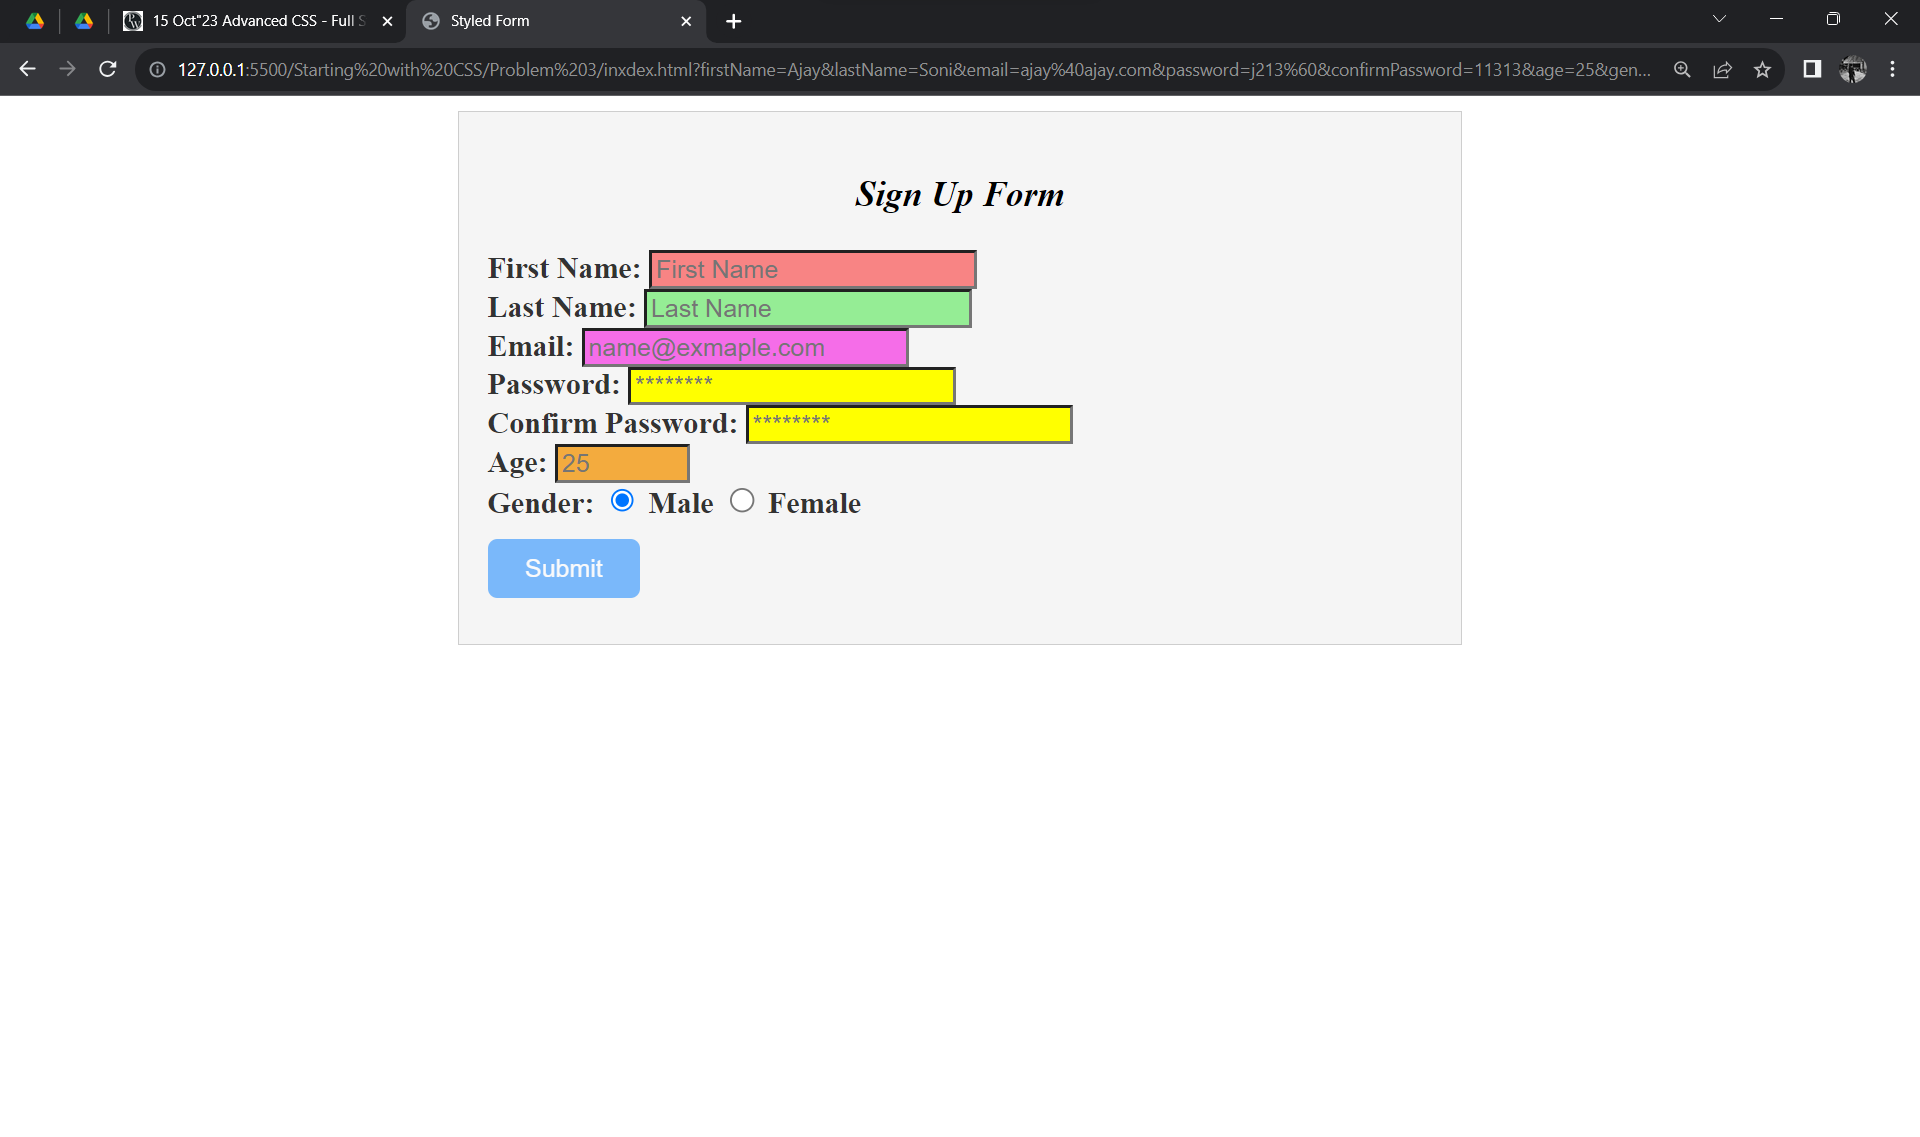 15 Oct"23 Advanced CSS - Full S
Styled Form
127.0.0.1:5500/Starting%20with%20CSS/Problem%203/inxdex.html?firstName=Ajay&lastName=Soni&email=ajay%40ajay.com&password=j213%60&confirmPassword=11313&age=25&gen...
Sign Up Form
First Name: First Name
Last Name: Last Name
Email: name@exmaple.com
Password: ********
Confirm Password: ********
Age: 25
Gender: Male Female
Submit